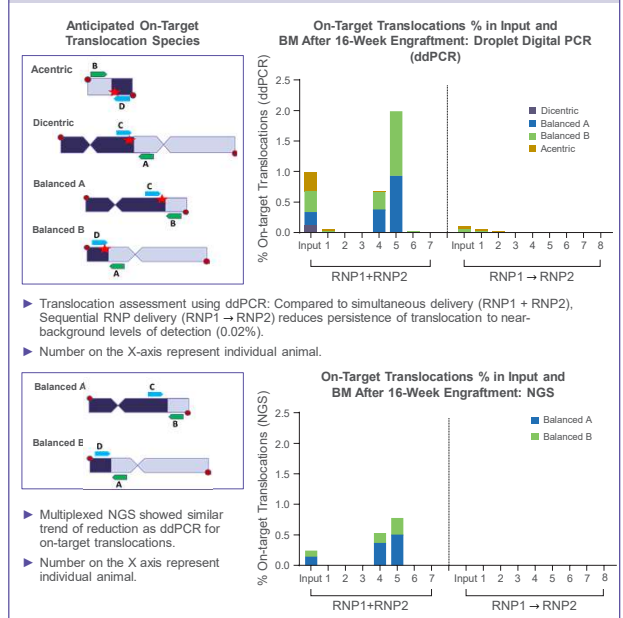 Anticipated On-Target
Translocation Species
Acentric
B
D
Dicentric
C
A
Balanced A
C
B
Balanced B
D
A
On-Target Translocations % in Input and
BM After 16-Week Engraftment: Droplet Digital PCR
(ddPCR)
% On-target Translocations (ddPCR)
2.5
2.0
1.5
1.0
0.5
0.0
Dicentric
Balanced A
Balanced B
Acentric
Input 1 2 3 4 5 6 7 Input 1 2 3 4 5 6 7 8
RNP1+RNP2 RNP1 → RNP2
► Translocation assessment using ddPCR: Compared to simultaneous delivery (RNP1 + RNP2),
Sequential RNP delivery (RNP1 → RNP2) reduces persistence of translocation to near-
background levels of detection (0.02%).
► Number on the X-axis represent individual animal.
Balanced A
C
B
Balanced B
D
A
► Multiplexed NGS showed similar
trend of reduction as ddPCR for
on-target translocations.
► Number on the X axis represent
individual animal.
On-Target Translocations % in Input and
BM After 16-Week Engraftment: NGS
% On-target Translocations (NGS)
2.5
2.0
1.5
1.0
0.5
0.0
Balanced A
Balanced B
Input 1 2 3 4 5 6 7 Input 1 2 3 4 5 6 7 8
RNP1+RNP2 RNP1 → RNP2